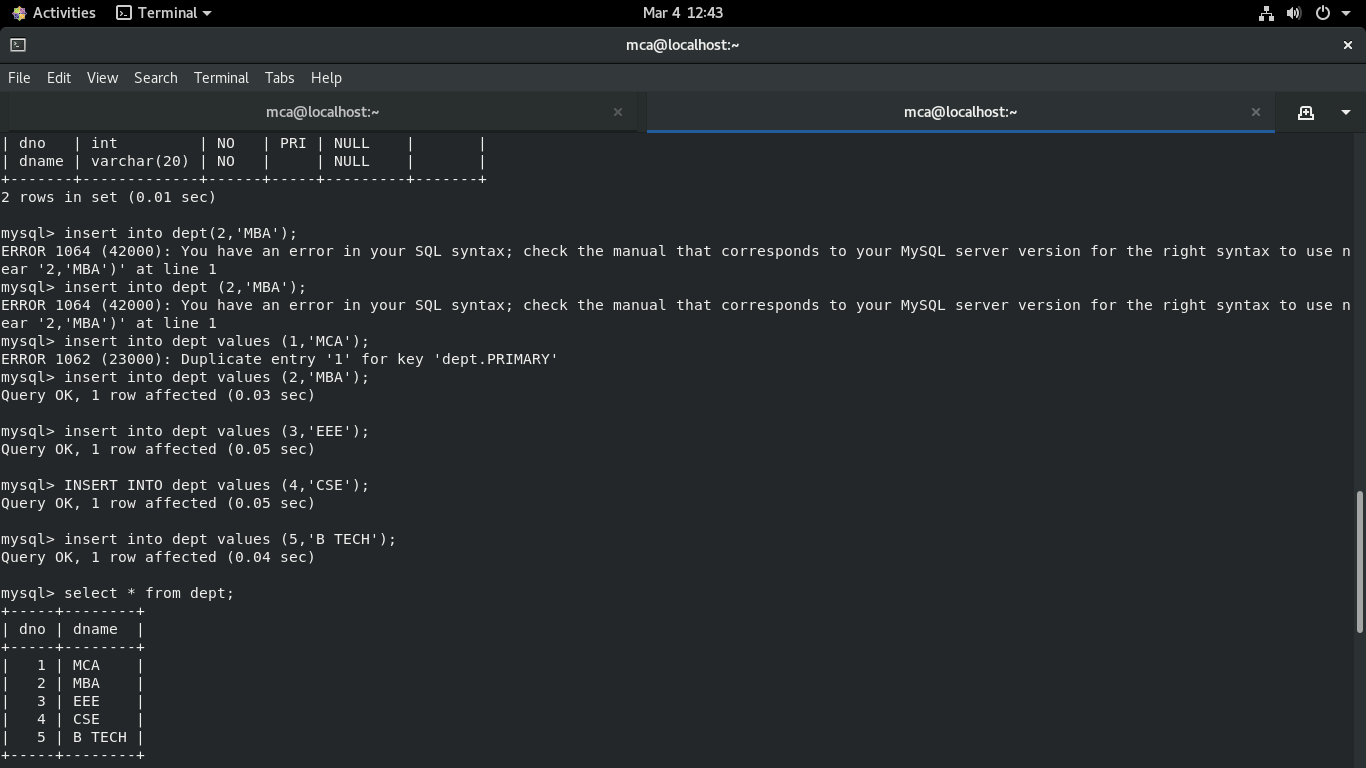 Activities Terminal Mar 4 12:43
mca@localhost:~ ×
File Edit View Search Terminal Tabs Help
mca@localhost:~ × mca@localhost:~ ×
| dno   | int         | NO   | PRI | NULL    |       |
| dname | varchar(20) | NO   |     | NULL    |       |
+-------+-------------+------+-----+---------+-------+
2 rows in set (0.01 sec)
mysql> insert into dept(2,'MBA');
ERROR 1064 (42000): You have an error in your SQL syntax; check the manual that corresponds to your MySQL server version for the right syntax to use n
ear '2,'MBA')' at line 1
mysql> insert into dept (2,'MBA');
ERROR 1064 (42000): You have an error in your SQL syntax; check the manual that corresponds to your MySQL server version for the right syntax to use n
ear '2,'MBA')' at line 1
mysql> insert into dept values (1,'MCA');
ERROR 1062 (23000): Duplicate entry '1' for key 'dept.PRIMARY'
mysql> insert into dept values (2,'MBA');
Query OK, 1 row affected (0.03 sec)
mysql> insert into dept values (3,'EEE');
Query OK, 1 row affected (0.05 sec)
mysql> INSERT INTO dept values (4,'CSE');
Query OK, 1 row affected (0.05 sec)
mysql> insert into dept values (5,'B TECH');
Query OK, 1 row affected (0.04 sec)
mysql> select * from dept;
+-----+--------+
| dno | dname  |
+-----+--------+
|   1 | MCA    |
|   2 | MBA    |
|   3 | EEE    |
|   4 | CSE    |
|   5 | B TECH |
+-----+--------+